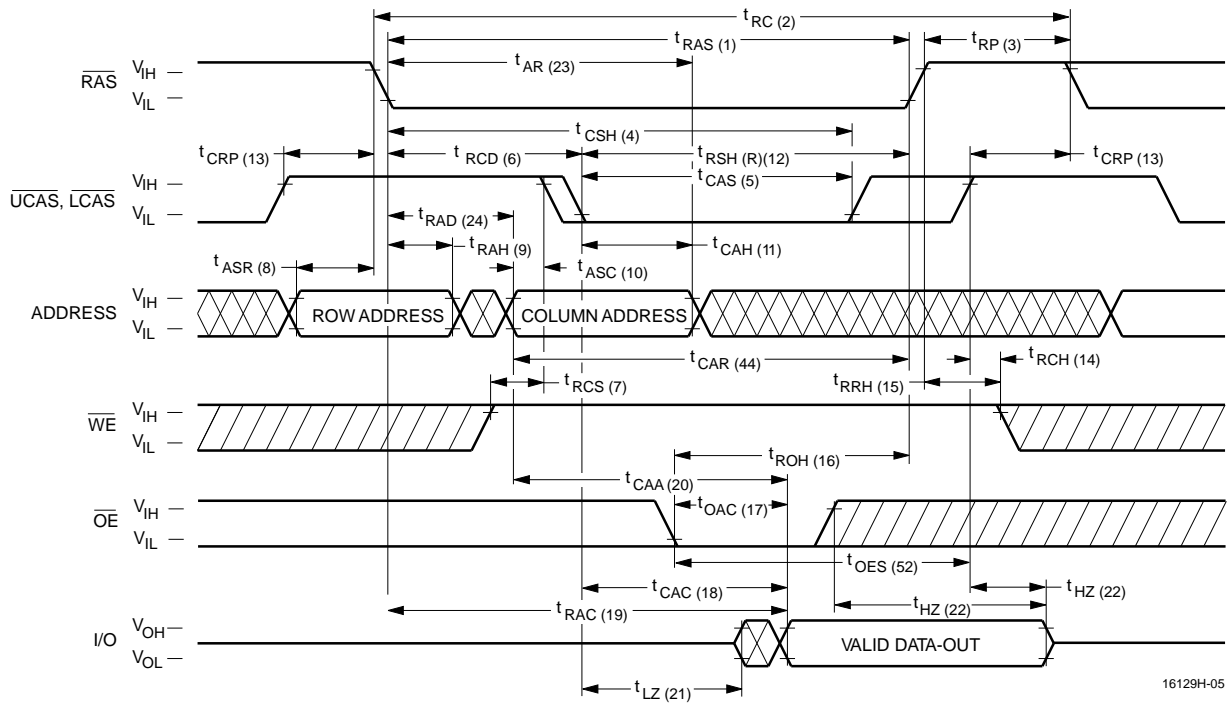 t RC (2)
t RAS (1)
t RP (3)
t AR (23)
RAS
V IH
V IL
t CSH (4)
t CRP (13)
t RCD (6)
t RSH (R)(12)
t CRP (13)
t CAS (5)
UCAS, LCAS
V IH
V IL
t RAD (24)
t RAH (9)
t CAH (11)
t ASR (8)
t ASC (10)
ADDRESS
V IH
V IL
ROW ADDRESS
COLUMN ADDRESS
t CAR (44)
t RCH (14)
t RCS (7)
t RRH (15)
WE
V IH
V IL
t ROH (16)
t CAA (20)
t OAC (17)
OE
V IH
V IL
t OES (52)
t CAC (18)
t HZ (22)
t RAC (19)
t HZ (22)
I/O
V OH
V OL
VALID DATA-OUT
t LZ (21)
16129H-05